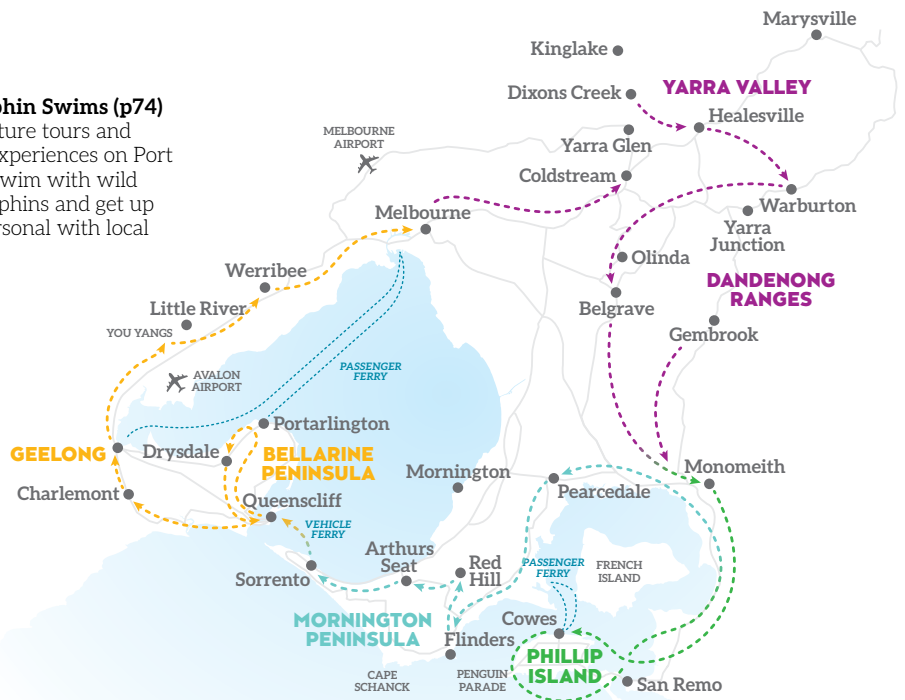 phin Swims (p74)
ture tours and
xperiences on Port
wim with wild
phins and get up
rsonal with local
Marysville
Kinglake
Dixons Creek
YARRA VALLEY
Healesville
MELBOURNE
AIRPORT
Yarra Glen
Coldstream
Melbourne
Warburton
Yarra
Junction
Olinda
Werribee
DANDENONG
RANGES
Little River
Belgrave
YOU YANGS
Gembrook
PASSENGER
FERRY
AVALON
AIRPORT
Portarlington
GEELONG
Drysdale
BELLARINE
PENINSULA
Mornington
Monomeith
Charlemont
Pearcedale
Queenscliff
VEHICLE
FERRY
Arthurs
Seat
Red
Hill
PASSENGER
FERRY
FRENCH
ISLAND
Sorrento
MORNINGTON
PENINSULA
Cowes
Flinders
PHILLIP
ISLAND
CAPE
SCHANCK
PENGUIN
PARADE
San Remo